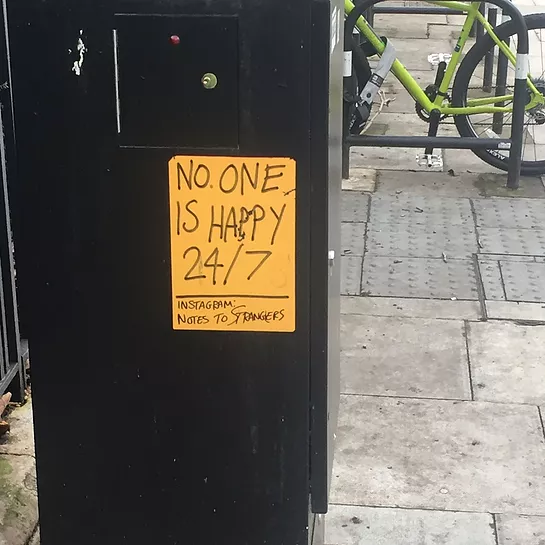 NO. ONE
IS HAPPY
24/7
INSTAGRAM:
NOTES TO STRANGERS